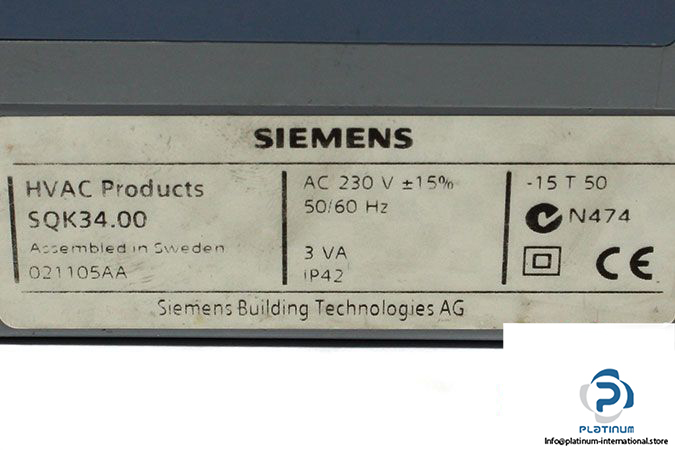 SIEMENS
HVAC Products
SQK34.00
Assembled in Sweden
021105AA
AC 230 V ±15%
50/60 Hz
3 VA
IP42
-15 T 50
N474
CE
Siemens Building Technologies AG
PLATINUM
info@platinum-international.store